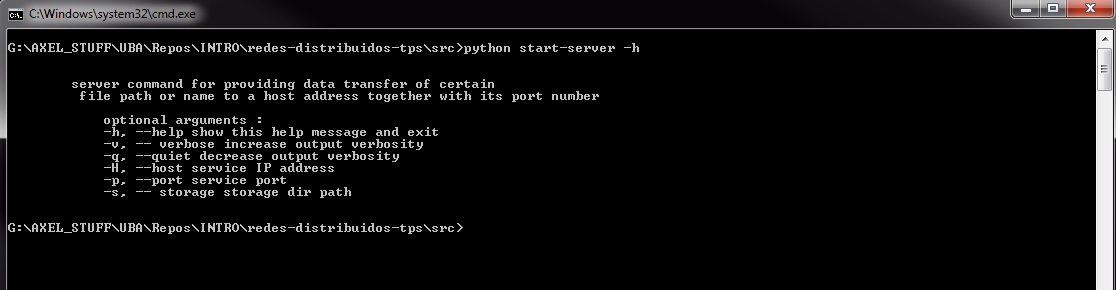 C:\Windows\system32\cmd.exe
G:\AXEL_STUFF\UBA\Repos\INTRO\redes-distribuidos-tps\src>python start-server -h
server command for providing data transfer of certain
file path or name to a host address together with its port number
optional arguments :
-h, --help show this help message and exit
-v, -- verbose increase output verbosity
-q, --quiet decrease output verbosity
-H, --host service IP address
-p, --port service port
-s, -- storage storage dir path
G:\AXEL_STUFF\UBA\Repos\INTRO\redes-distribuidos-tps\src>